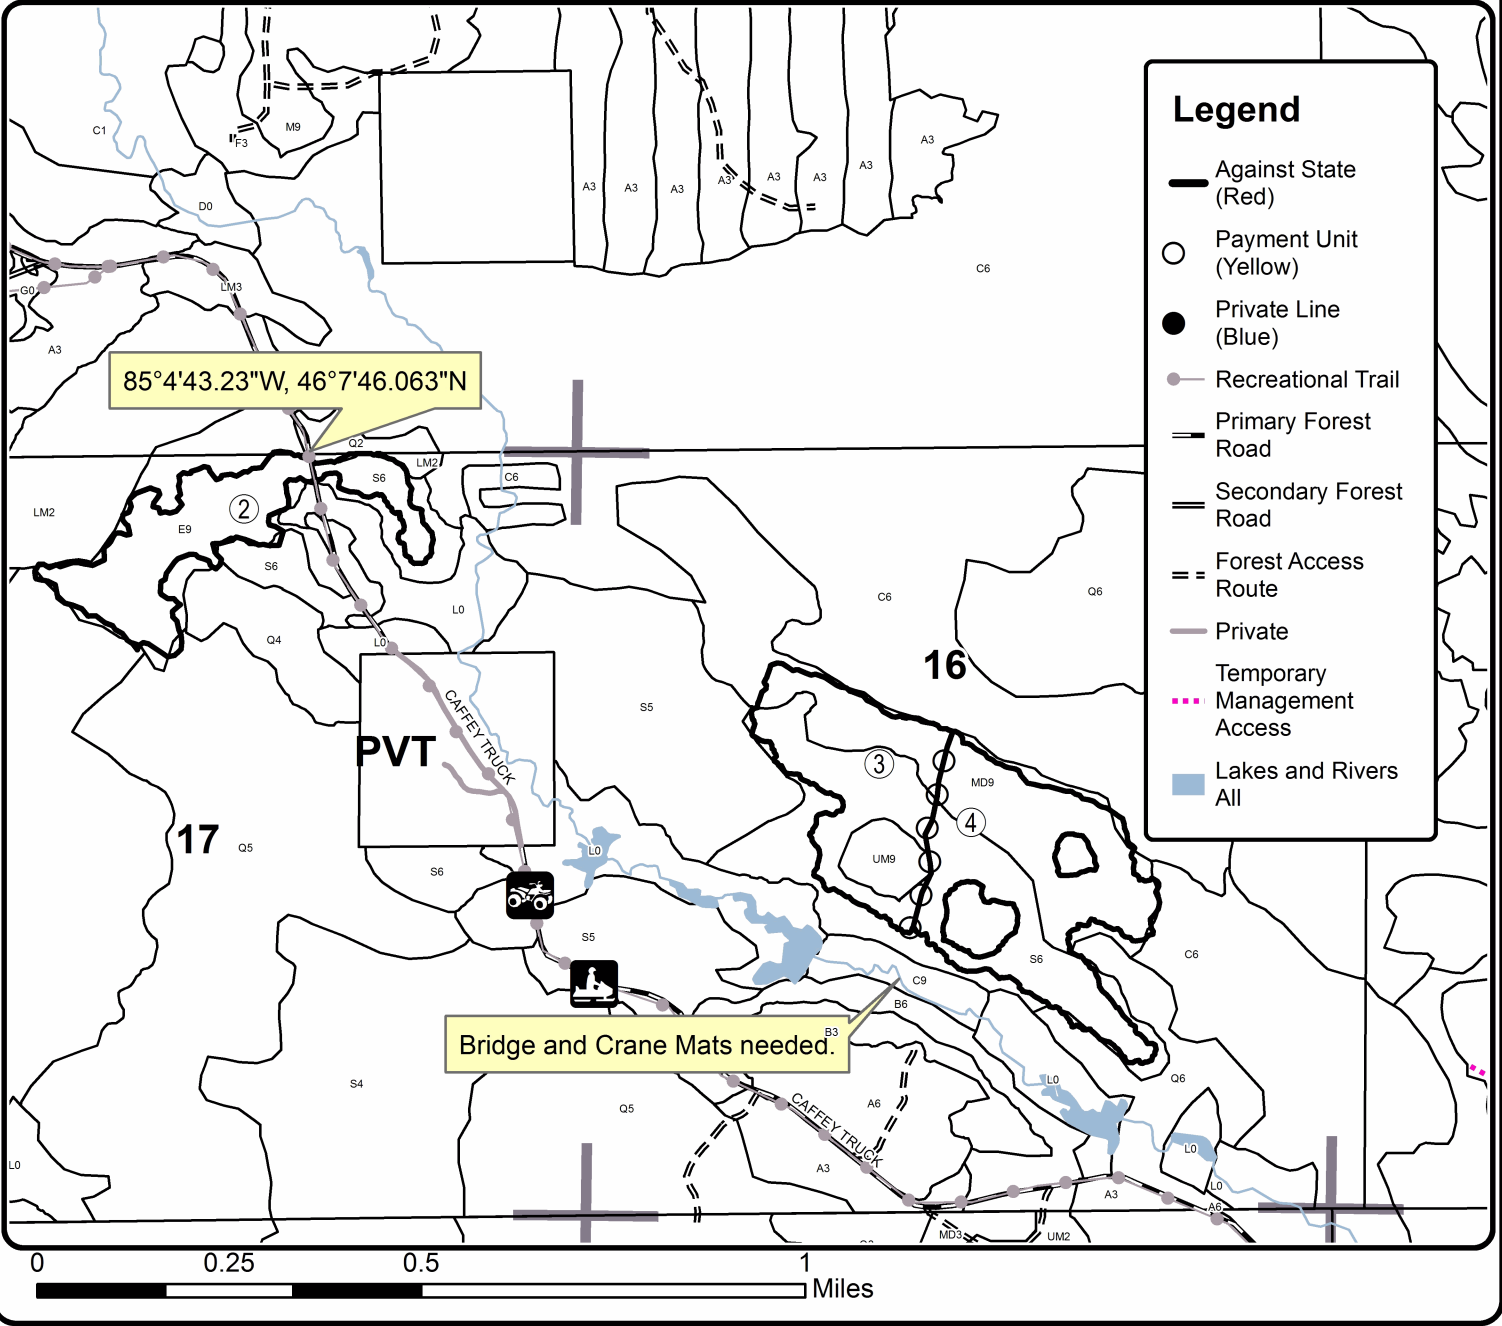 C1
M9
F3
D0
A3
A3
A3
A3
A3
A3
A3
A3
C6
G0
LM3
A3
85°4'43.23"W, 46°7'46.063"N
Q2
LM2
S6
C6
LM2
2
E9
S6
L0
Q4
L0
C6
Q6
16
S5
CAFFEY TRUCK
PVT
17
Q5
S6
L0
3
MD9
4
UM9
S5
S6
C6
C9
B6
B3
Bridge and Crane Mats needed.
S4
Q5
A6
L0
Q6
CAFFEY TRUCK
A3
L0
L0
L0
A3
A6
MD3
UM2
Legend
Against State
(Red)
Payment Unit
(Yellow)
Private Line
(Blue)
Recreational Trail
Primary Forest
Road
Secondary Forest
Road
Forest Access
Route
Private
Temporary
Management
Access
Lakes and Rivers
All
0 0.25 0.5 1
Miles